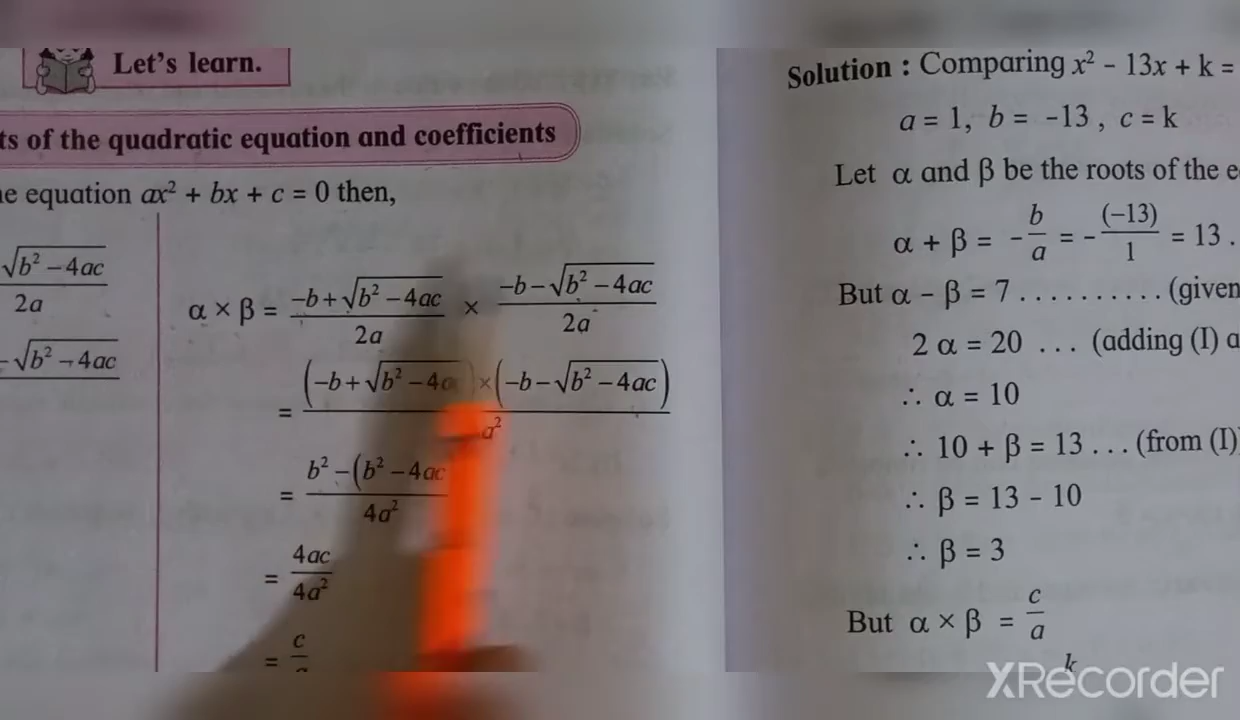 Let's learn.
ts of the quadratic equation and coefficients
e equation ax² + bx + c = 0 then,
√(b² − 4ac) / 2a
−√(b² − 4ac)
α × β = (−b + √(b² − 4ac)) / 2a × (−b − √(b² − 4ac)) / 2a
= (−b + √(b² − 4a ) × (−b − √(b² − 4ac)) / a²
= b² − (b² − 4ac / 4a²
= 4ac / 4a²
= c /
Solution : Comparing x² − 13x + k =
a = 1, b = -13 , c = k
Let α and β be the roots of the e
α + β = - b/a = - (-13)/1 = 13 .
But α − β = 7 . . . . . . . . . . (given
2 α = 20 . . . (adding (I) a
∴ α = 10
∴ 10 + β = 13 . . . (from (I)
∴ β = 13 - 10
∴ β = 3
But α × β = c/a
k
XRecorder